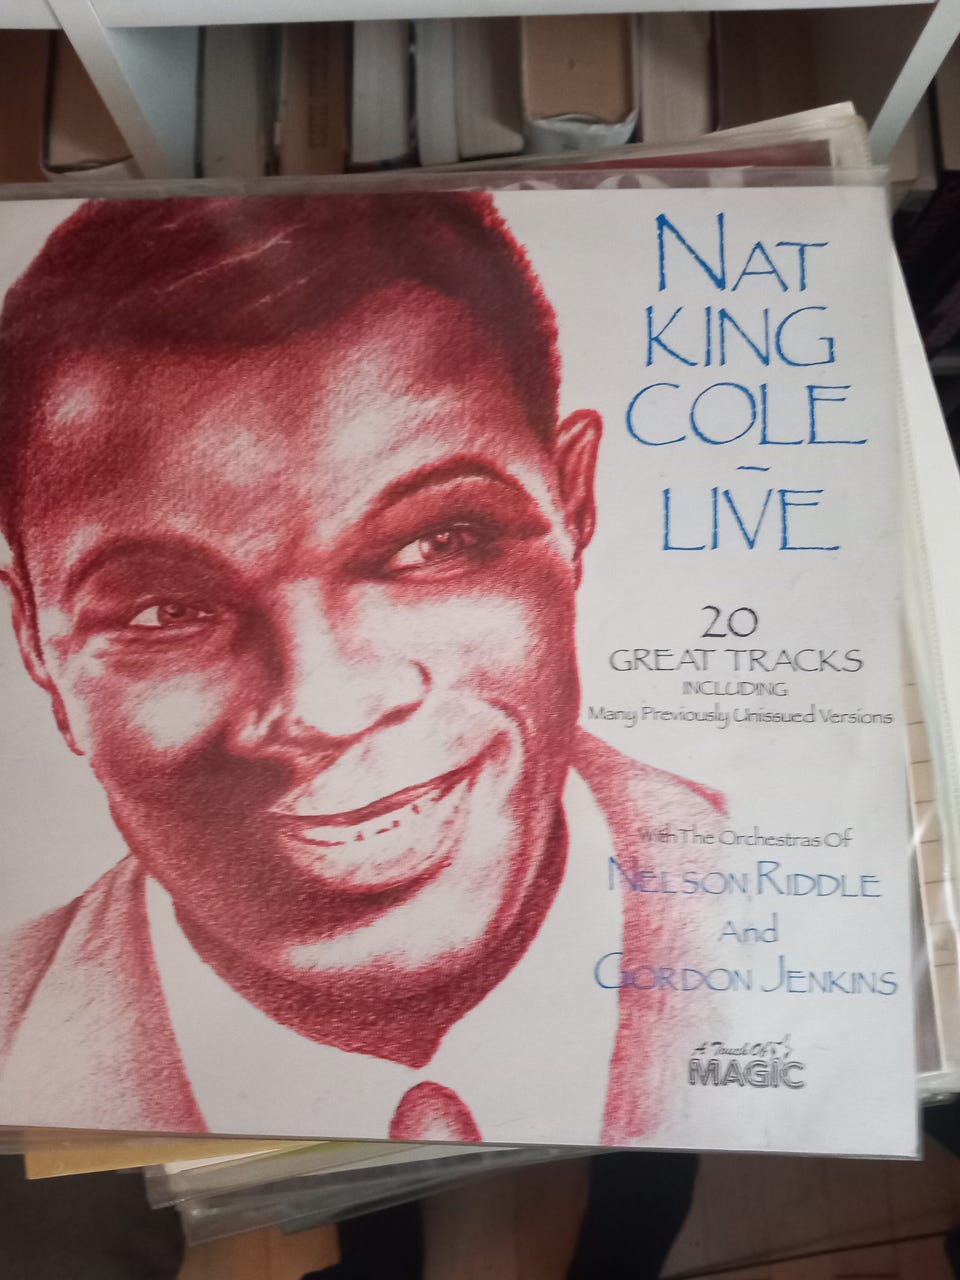 NAT
KING
COLE
–
LIVE
20
GREAT TRACKS
INCLUDING
Many Previously Unissued Versions
With The Orchestras Of
NELSON RIDDLE
And
GORDON JENKINS
A Touch Of
MAGIC